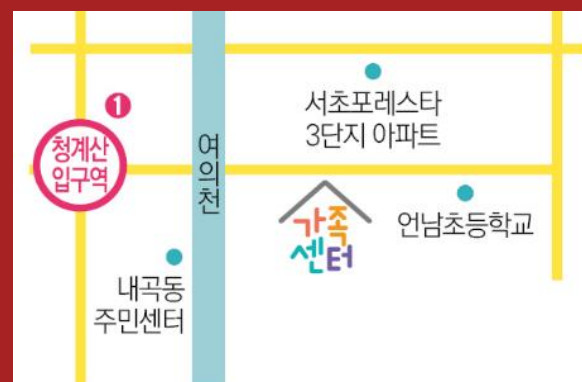 1
청계산
입구역
여의천
서초포레스타
3단지 아파트
가족
센터
언남초등학교
내곡동
주민센터